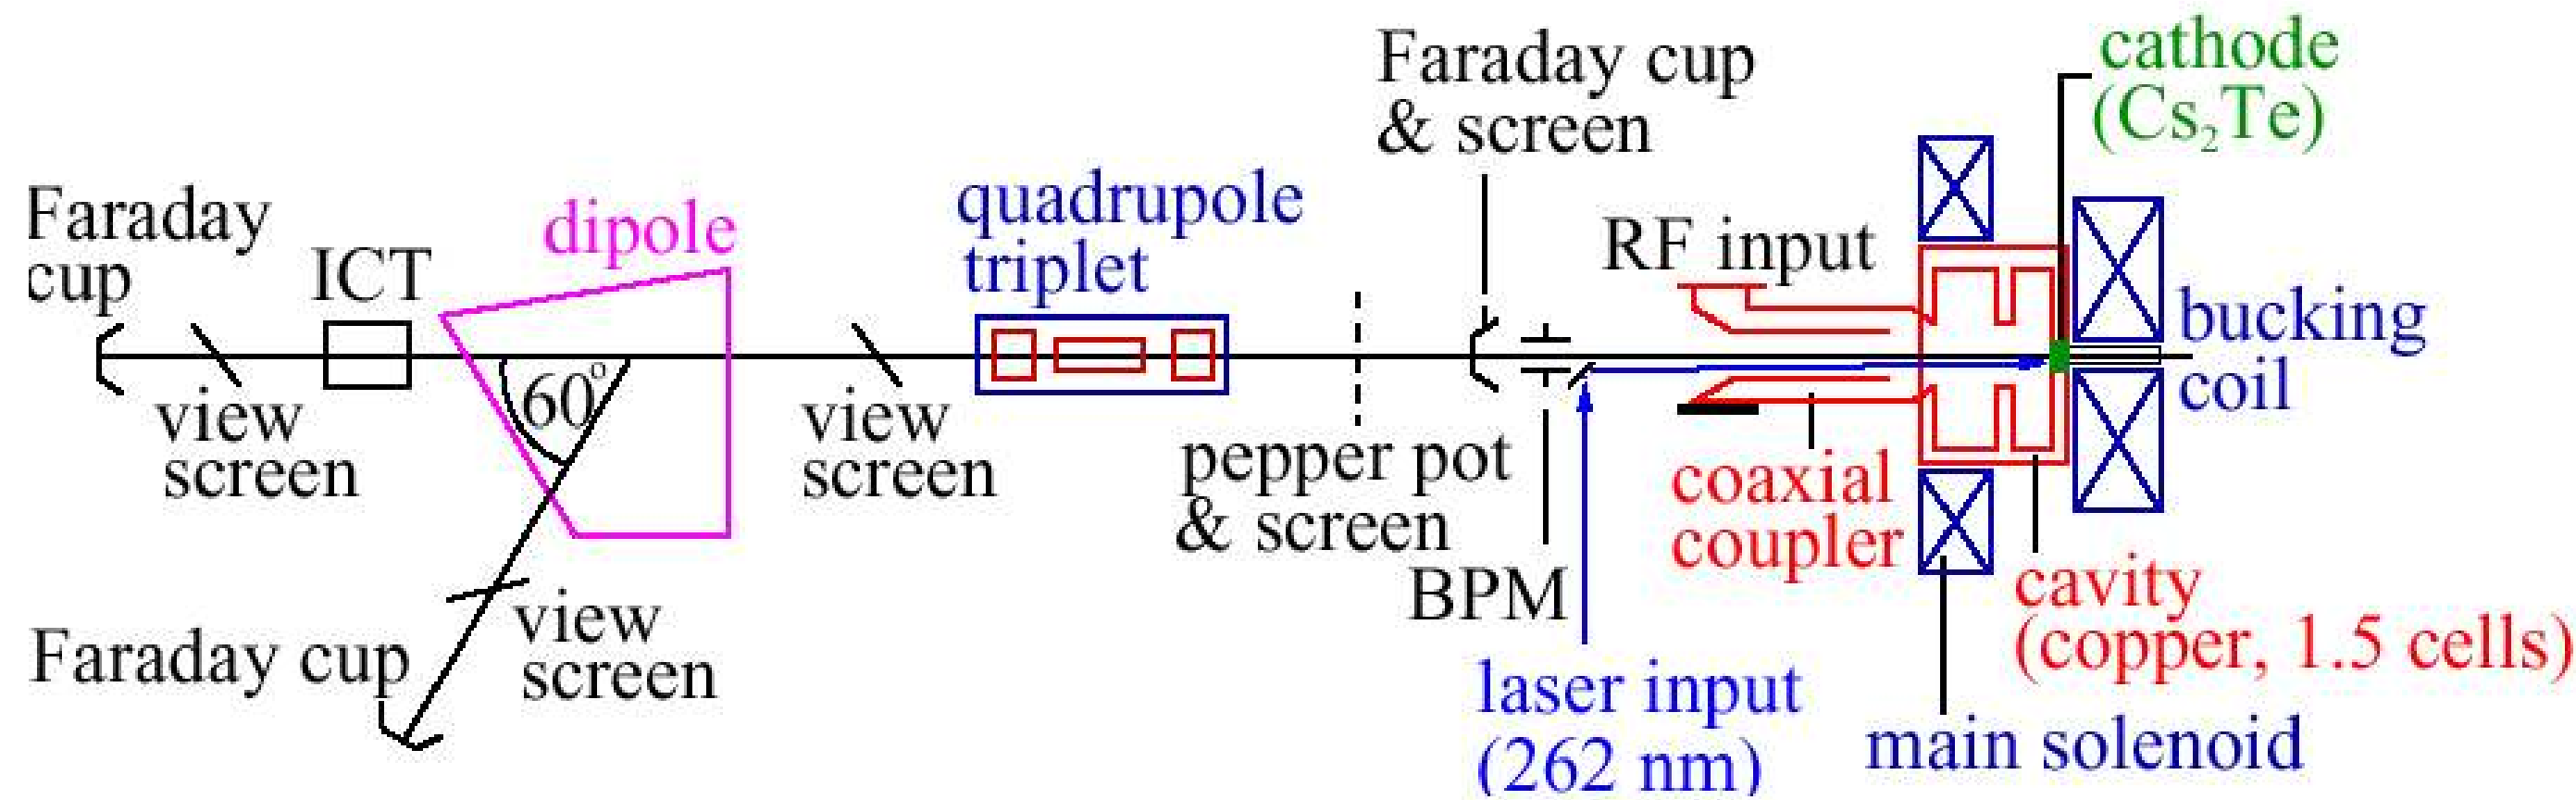 Faraday
cup
ICT
dipole
quadrupole
triplet
Faraday cup
& screen
RF input
cathode
(Cs₂Te)
bucking
coil
view
screen
60°
view
screen
pepper pot
& screen
BPM
coaxial
coupler
cavity
(copper, 1.5 cells)
Faraday cup
view
screen
laser input
(262 nm)
main solenoid